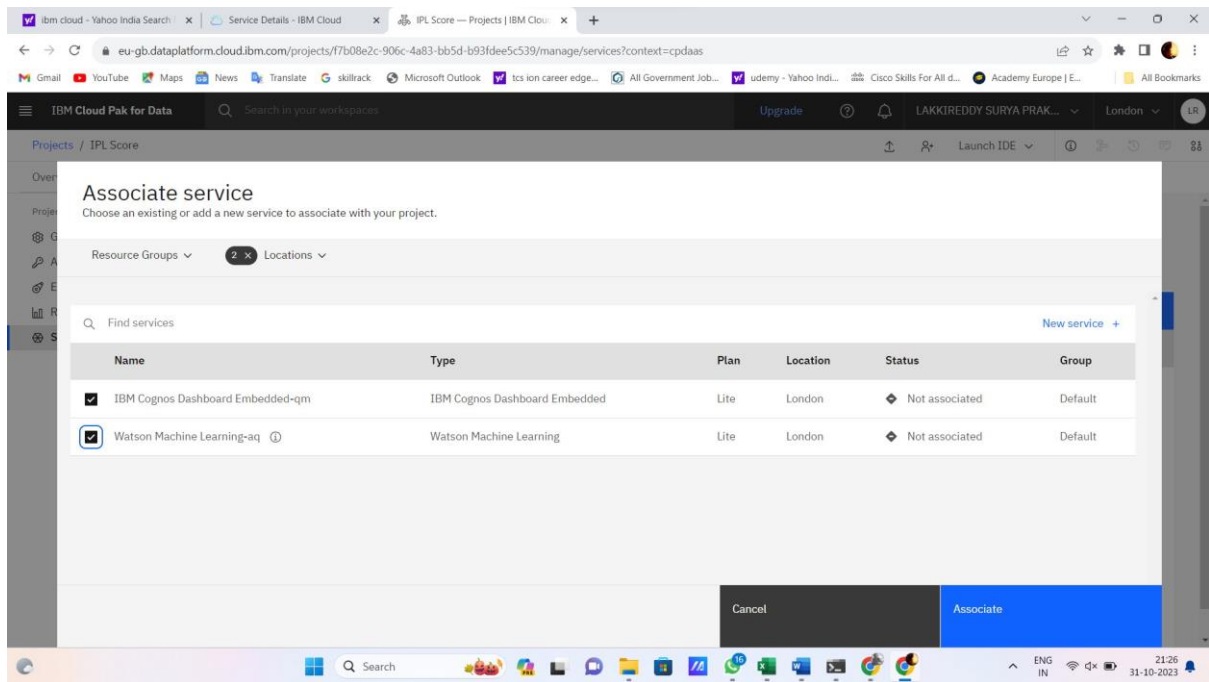 ibm cloud - Yahoo India Search
Service Details - IBM Cloud
IPL Score — Projects | IBM Clou
eu-gb.dataplatform.cloud.ibm.com/projects/f7b08e2c-906c-4a83-bb5d-b93fdee5c539/manage/services?context=cpdaas
Gmail YouTube Maps News Translate skillrack Microsoft Outlook tcs ion career edge... All Government Job... udemy - Yahoo Indi... Cisco Skills For All d... Academy Europe | E... All Bookmarks
IBM Cloud Pak for Data Search in your workspaces Upgrade LAKKIREDDY SURYA PRAK... London LR
Projects / IPL Score Launch IDE
Over
Associate service
Proje
Choose an existing or add a new service to associate with your project.
G
Resource Groups 2 × Locations
A
E
R
Find services New service +
S
Name Type Plan Location Status Group
IBM Cognos Dashboard Embedded-qm IBM Cognos Dashboard Embedded Lite London Not associated Default
Watson Machine Learning-aq Watson Machine Learning Lite London Not associated Default
Cancel Associate
Search
16
ENG
IN
21:26
31-10-2023